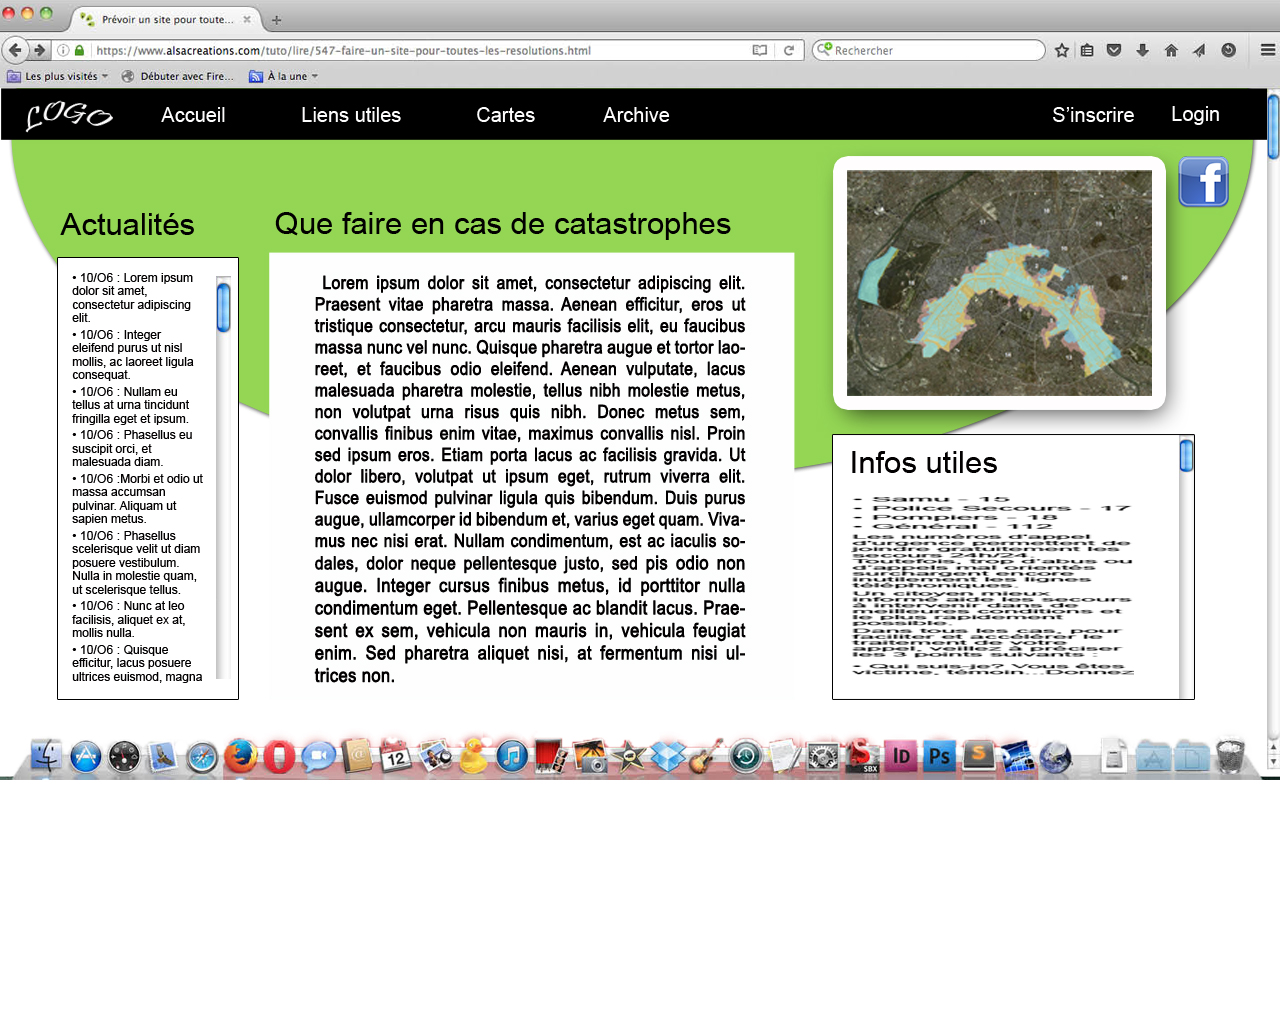 Prévoir un site pour toute...
https://www.alsacreations.com/tuto/lire/547-faire-un-site-pour-toutes-les-resolutions.html
Rechercher
Les plus visités
Débuter avec Fire...
À la une
LOGO
Accueil
Liens utiles
Cartes
Archive
S'inscrire
Login
Actualités
• 10/O6 : Lorem ipsum
dolor sit amet,
consectetur adipiscing
elit.
• 10/O6 : Integer
eleifend purus ut nisl
mollis, ac laoreet ligula
consequat.
• 10/O6 : Nullam eu
tellus at urna tincidunt
fringilla eget et ipsum.
• 10/O6 : Phasellus eu
suscipit orci, et
malesuada diam.
• 10/O6 :Morbi et odio ut
massa accumsan
pulvinar. Aliquam ut
sapien metus.
• 10/O6 : Phasellus
scelerisque velit ut diam
posuere vestibulum.
Nulla in molestie quam,
ut scelerisque tellus.
• 10/O6 : Nunc at leo
facilisis, aliquet ex at,
mollis nulla.
• 10/O6 : Quisque
efficitur, lacus posuere
ultrices euismod, magna
Que faire en cas de catastrophes
Lorem ipsum dolor sit amet, consectetur adipiscing elit.
Praesent vitae pharetra massa. Aenean efficitur, eros ut
tristique consectetur, arcu mauris facilisis elit, eu faucibus
massa nunc vel nunc. Quisque pharetra augue et tortor lao-
reet, et faucibus odio eleifend. Aenean vulputate, lacus
malesuada pharetra molestie, tellus nibh molestie metus,
non volutpat urna risus quis nibh. Donec metus sem,
convallis finibus enim vitae, maximus convallis nisl. Proin
sed ipsum eros. Etiam porta lacus ac facilisis gravida. Ut
dolor libero, volutpat ut ipsum eget, rutrum viverra elit.
Fusce euismod pulvinar ligula quis bibendum. Duis purus
augue, ullamcorper id bibendum et, varius eget quam. Viva-
mus nec nisi erat. Nullam condimentum, est ac iaculis so-
dales, dolor neque pellentesque justo, sed pis odio non
augue. Integer cursus finibus metus, id porttitor nulla
condimentum eget. Pellentesque ac blandit lacus. Prae-
sent ex sem, vehicula non mauris in, vehicula feugiat
enim. Sed pharetra aliquet nisi, at fermentum nisi ul-
trices non.
Infos utiles
• Samu - 15
• Police Secours - 17
• Pompiers - 18
• Général - 112
Les numéros d'appel
d'urgence permettent de
joindre gratuitement les
secours 24h/24.
Toutefois, trop d'abus ou
d'appels mal orientés
surchargent encore
inutilement les lignes
téléphoniques.
Un citoyen mieux
informé aide les secours
à intervenir dans de
meilleures conditions et
le plus rapidement
possible.
Dans tous les cas, pour
faciliter et accélérer le
traitement de votre
appel, veillez à préciser
les 3 points suivants :
• Qui suis-je? Vous êtes
victime, témoin...Donnez
12
SBX
Id
Ps